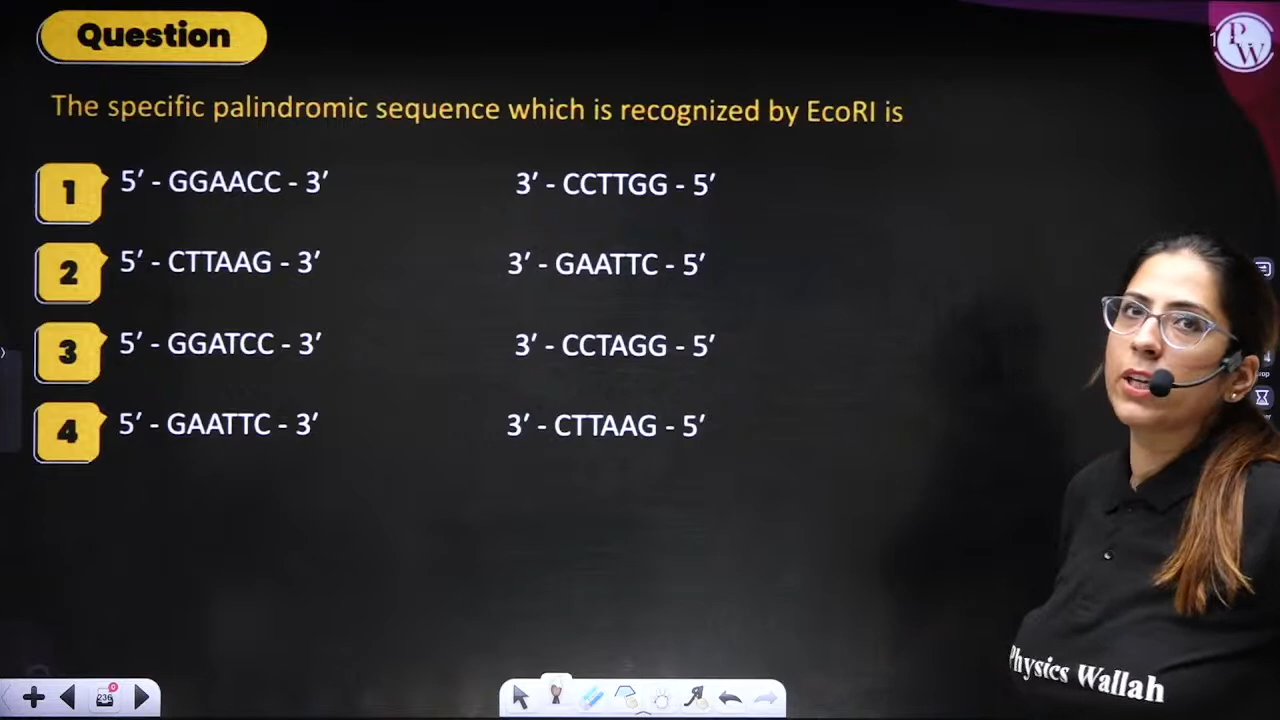 Question
PW
The specific palindromic sequence which is recognized by EcoRI is
1 5′ - GGAACC - 3′ 3′ - CCTTGG - 5′
2 5′ - CTTAAG - 3′ 3′ - GAATTC - 5′
3 5′ - GGATCC - 3′ 3′ - CCTAGG - 5′
4 5′ - GAATTC - 3′ 3′ - CTTAAG - 5′
Physics Wallah
236